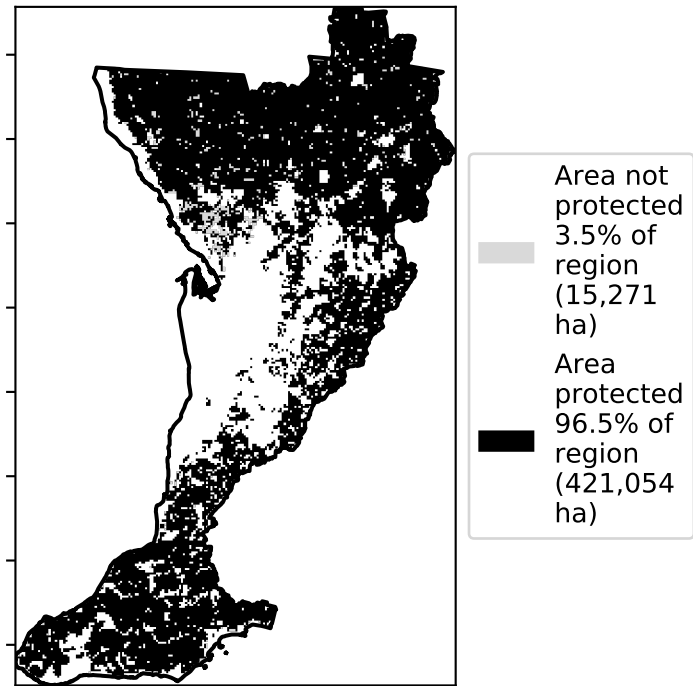 Area not
protected
3.5% of
region
(15,271
ha)
Area
protected
96.5% of
region
(421,054
ha)